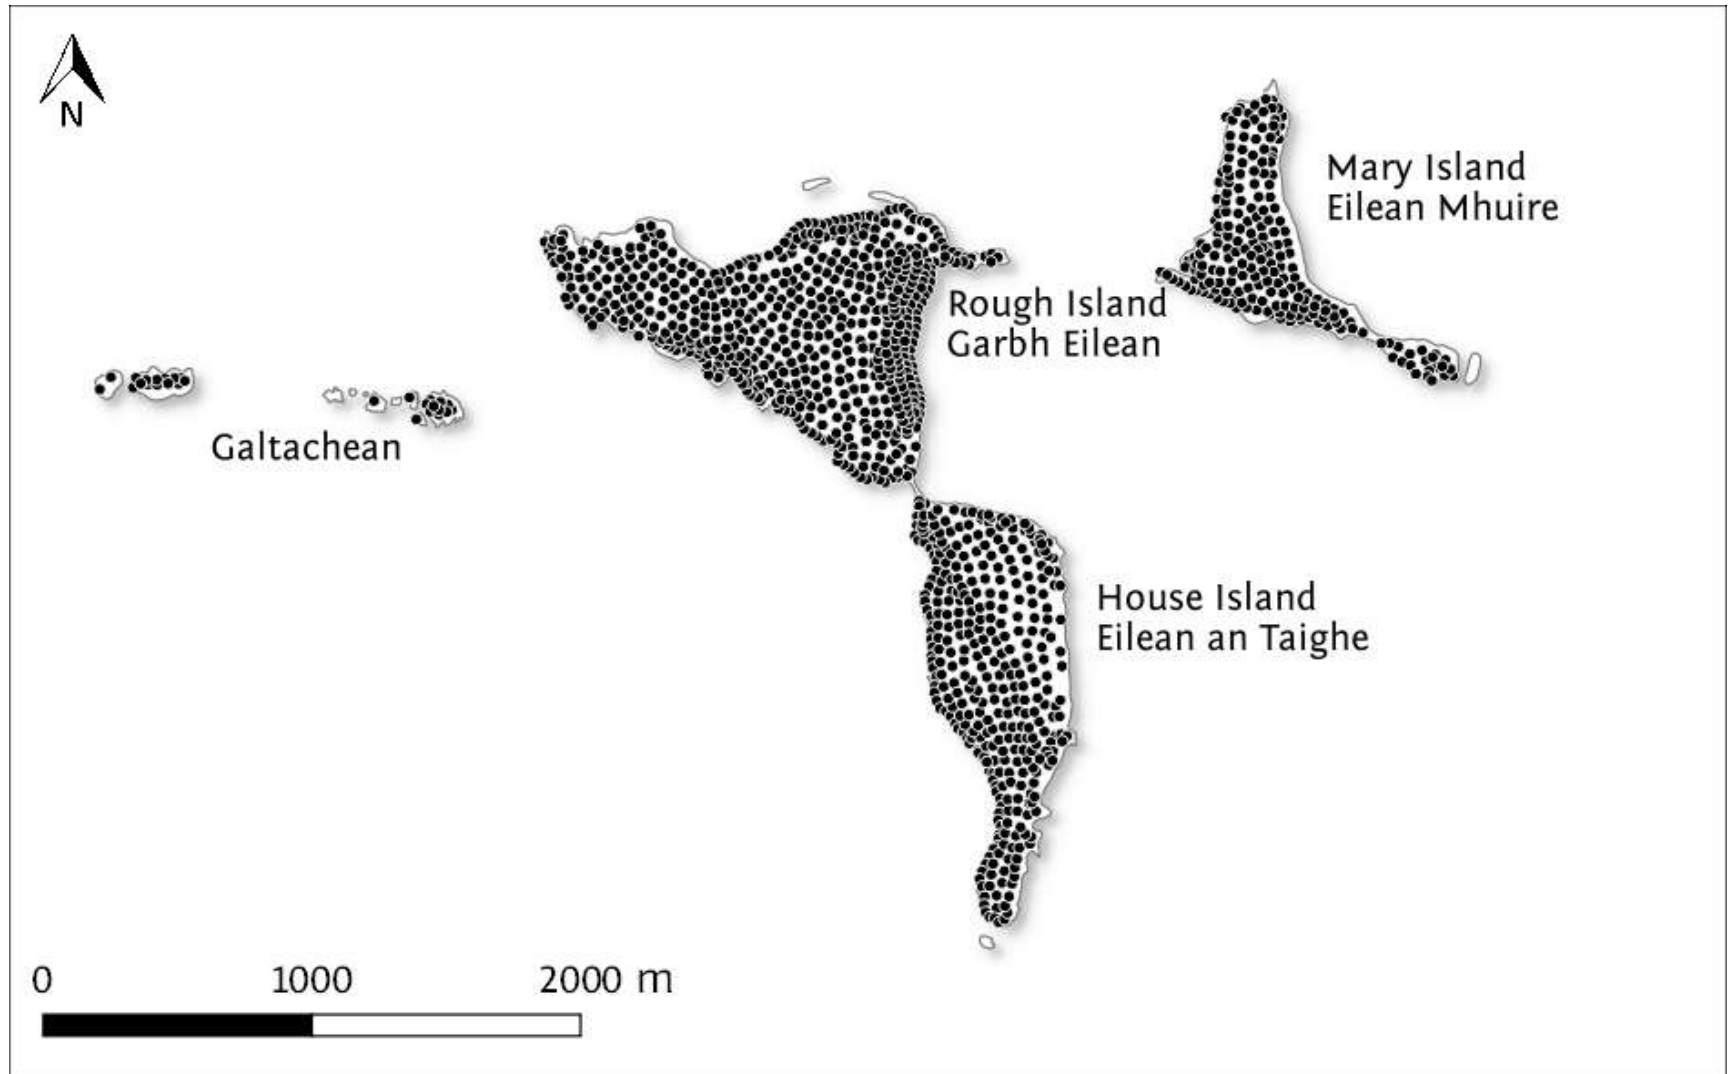 N
Mary Island
Eilean Mhuire
Rough Island
Garbh Eilean
Galtachean
House Island
Eilean an Taighe
0 1000 2000 m